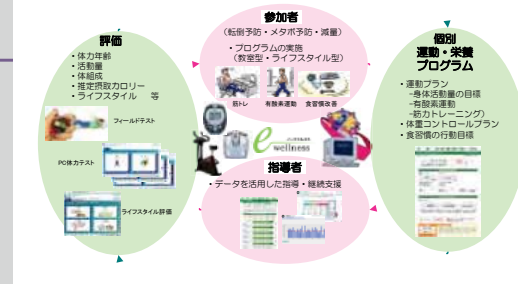 評価
・体力年齢
・活動量
・体組成
・推定摂取カロリー
・ライフスタイル　等
フィールドテスト
PC体力テスト
ライフスタイル評価
参加者
（転倒予防・メタボ予防・減量）
・プログラムの実施
（教室型・ライフスタイル型）
筋トレ　有酸素運動　食習慣改善
e wellness
指導者
・データを活用した指導・継続支援
個別
運動・栄養
プログラム
・運動プラン
-身体活動量の目標
-有酸素運動
-筋力トレーニング）
・体重コントロールプラン
・食習慣の行動目標